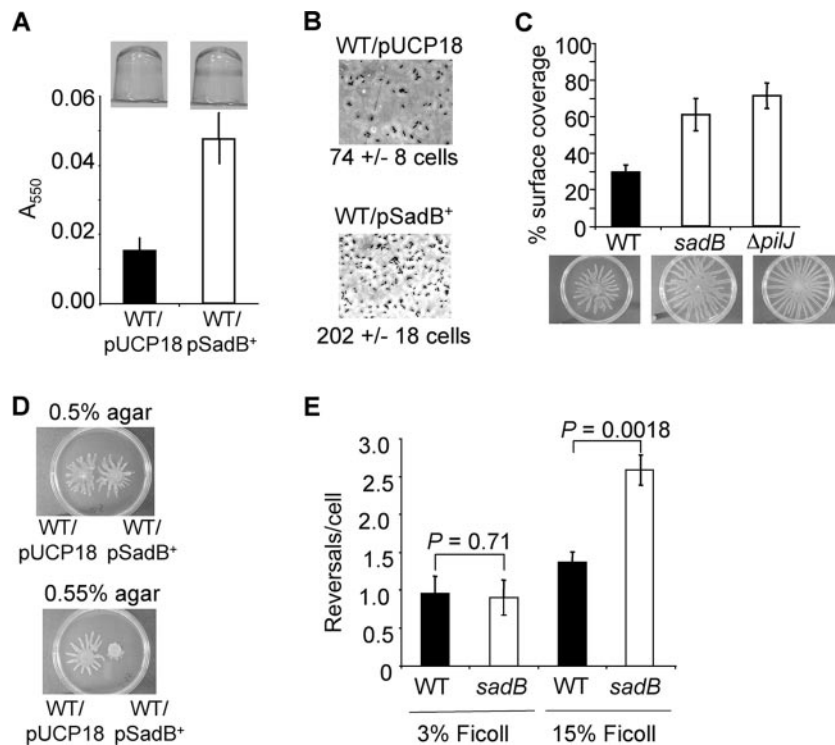 A
A550
0.06
0.04
0.02
0.00
WT/ WT/
pUCP18 pSadB+
B
WT/pUCP18
74 +/- 8 cells
WT/pSadB+
202 +/- 18 cells
C
% surface coverage
100
80
60
40
20
0
WT sadB ΔpilJ
D
0.5% agar
WT/ WT/
pUCP18 pSadB+
0.55% agar
WT/ WT/
pUCP18 pSadB+
E
Reversals/cell
3.0
2.5
2.0
1.5
1.0
0.5
0
P = 0.71
P = 0.0018
WT sadB WT sadB
3% Ficoll 15% Ficoll